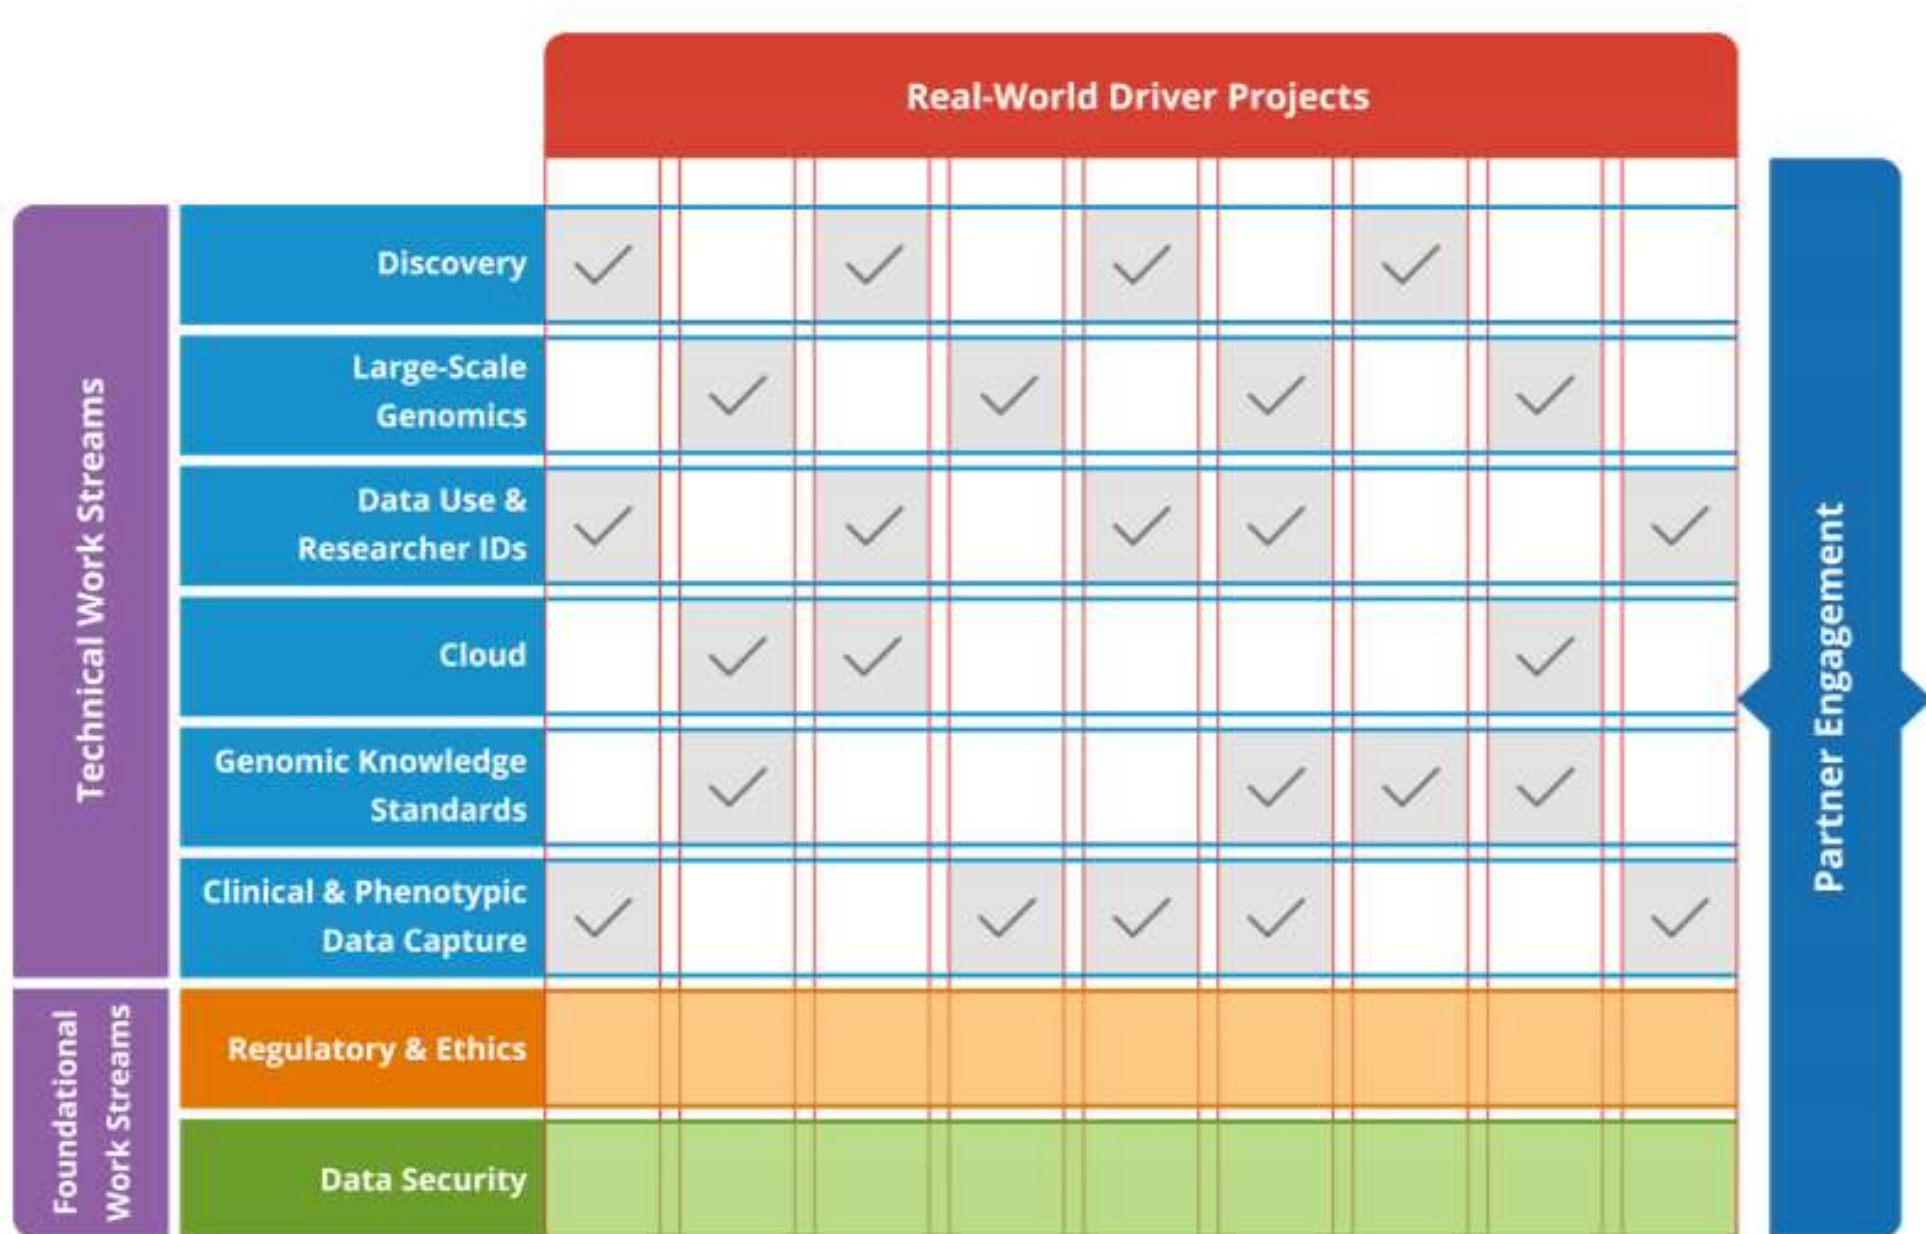 Real-World Driver Projects
Technical Work Streams
Discovery
Large-Scale
Genomics
Data Use &
Researcher IDs
Cloud
Genomic Knowledge
Standards
Clinical & Phenotypic
Data Capture
Foundational
Work Streams
Regulatory & Ethics
Data Security
Partner Engagement